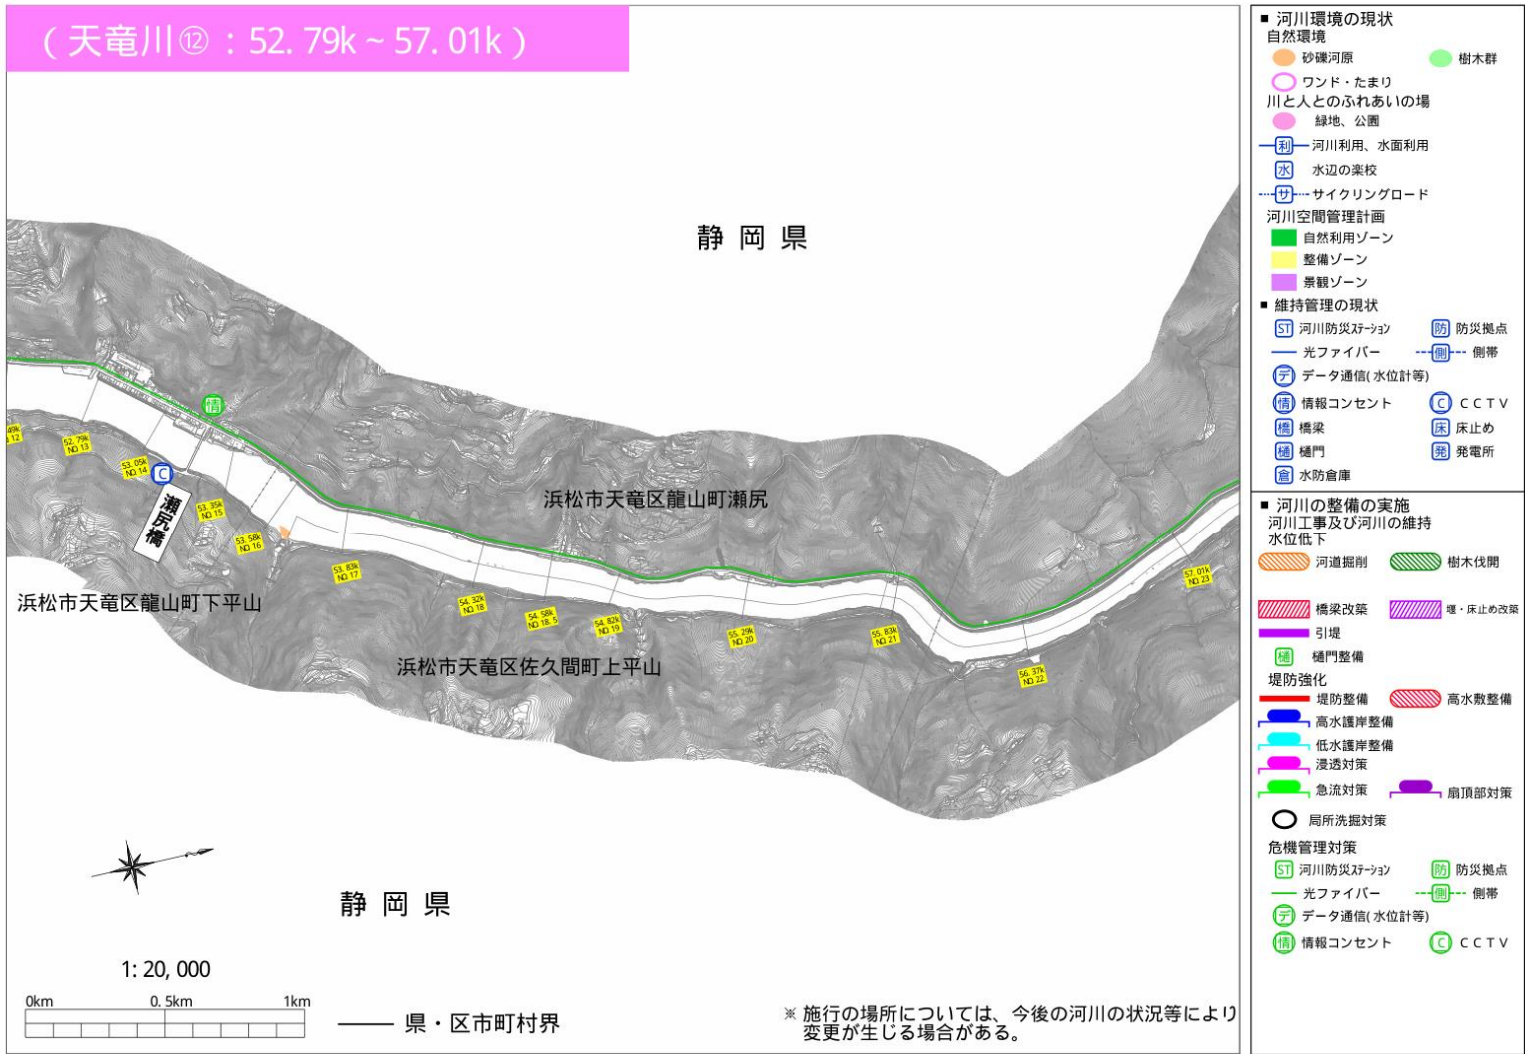 ( 天竜川⑫ : 52. 79k ~ 57. 01k )
静 岡 県
情
49k
12
52. 79k
NO. 13
53. 05k
NO. 14
C
瀬尻橋
53. 35k
NO. 15
53. 58k
NO. 16
53. 83k
NO. 17
54. 32k
NO. 18
54. 58k
NO. 18. 5
54. 82k
NO. 19
55. 29k
NO. 20
55. 83k
NO. 21
56. 37k
NO. 22
57. 01k
NO. 23
浜松市天竜区龍山町瀬尻
浜松市天竜区龍山町下平山
浜松市天竜区佐久間町上平山
静 岡 県
1: 20, 000
0km 0. 5km 1km
県・区市町村界
※ 施行の場所については、今後の河川の状況等により
変更が生じる場合がある。
■ 河川環境の現状
自然環境
砂礫河原 樹木群
ワンド・たまり
川と人とのふれあいの場
緑地、公園
利 河川利用、水面利用
水 水辺の楽校
サ サイクリングロード
河川空間管理計画
自然利用ゾーン
整備ゾーン
景観ゾーン
■ 維持管理の現状
ST 河川防災ステーション 防 防災拠点
光ファイバー 側 側帯
デ データ通信( 水位計等)
情 情報コンセント C CCTV
橋 橋梁 床 床止め
樋 樋門 発 発電所
倉 水防倉庫
■ 河川の整備の実施
河川工事及び河川の維持
水位低下
河道掘削 樹木伐開
橋梁改築 堰・床止め改築
引堤
樋 樋門整備
堤防強化
堤防整備 高水敷整備
高水護岸整備
低水護岸整備
浸透対策
急流対策 扇頂部対策
局所洗掘対策
危機管理対策
ST 河川防災ステーション 防 防災拠点
光ファイバー 側 側帯
デ データ通信( 水位計等)
情 情報コンセント C CCTV